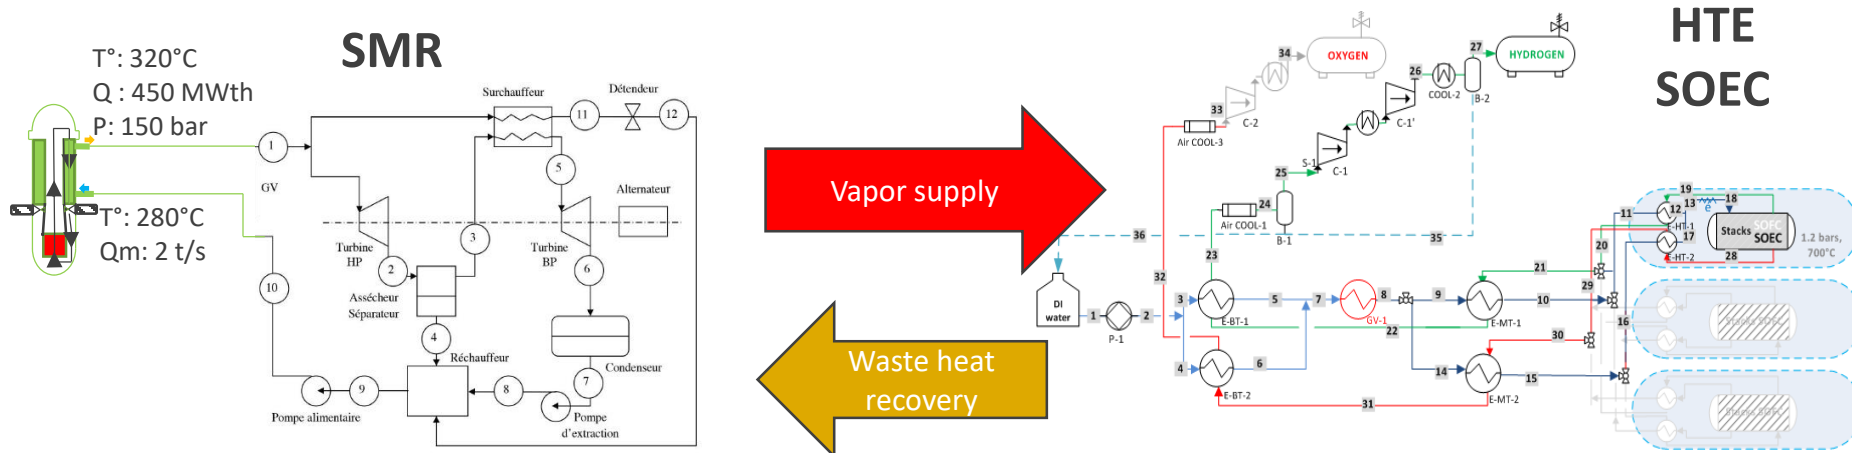 SMR
T°: 320°C
Q : 450 MWth
P: 150 bar
T°: 280°C
Qm: 2 t/s
GV
1
Surchauffeur
Détendeur
11
12
5
Alternateur
Turbine
HP
3
Turbine
BP
2
6
10
Assécheur
Séparateur
4
Réchauffeur
Condenseur
7
9
8
Pompe alimentaire
Pompe
d'extraction
Vapor supply
Waste heat
recovery
HTE
SOEC
OXYGEN
34
33
C-2
Air COOL-3
32
HYDROGEN
27
26
COOL-2
B-2
C-1'
S-1
C-1
25
24
Air COOL-1
B-1
36
35
23
DI
water
1
2
P-1
3
4
E-BT-1
5
7
8
GV-1
9
E-MT-1
10
21
22
E-BT-2
6
14
E-MT-2
15
30
31
11
19
12
13
18
e
E-HT-1
17
E-HT-2
20
28
29
16
Stacks
SOEC
SOEC
1.2 bars,
700°C
Stacks SOEC
Stacks SOEC